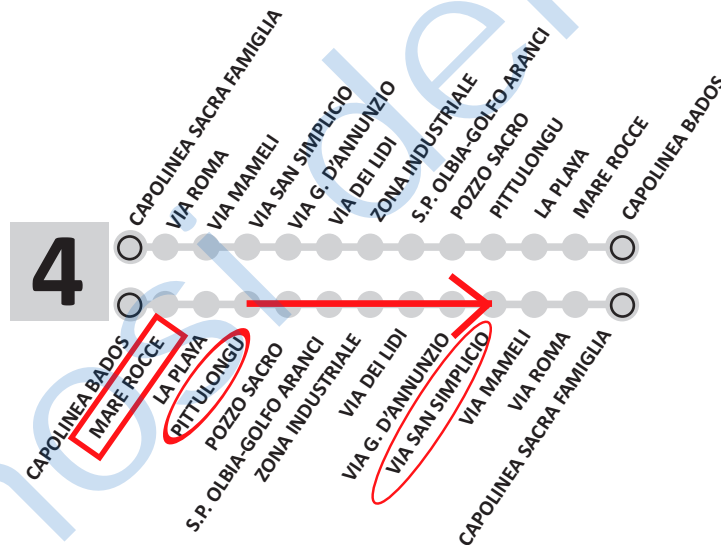 CAPOLINEA SACRA FAMIGLIA
VIA ROMA
VIA MAMELI
VIA SAN SIMPLICIO
VIA G. D'ANNUNZIO
VIA DEI LIDI
ZONA INDUSTRIALE
S.P. OLBIA-GOLFO ARANCI
POZZO SACRO
PITTULONGU
LA PLAYA
MARE ROCCE
CAPOLINEA BADOS
4
CAPOLINEA BADOS
MARE ROCCE
LA PLAYA
PITTULONGU
POZZO SACRO
S.P. OLBIA-GOLFO ARANCI
ZONA INDUSTRIALE
VIA DEI LIDI
VIA G. D'ANNUNZIO
VIA SAN SIMPLICIO
VIA MAMELI
VIA ROMA
CAPOLINEA SACRA FAMIGLIA